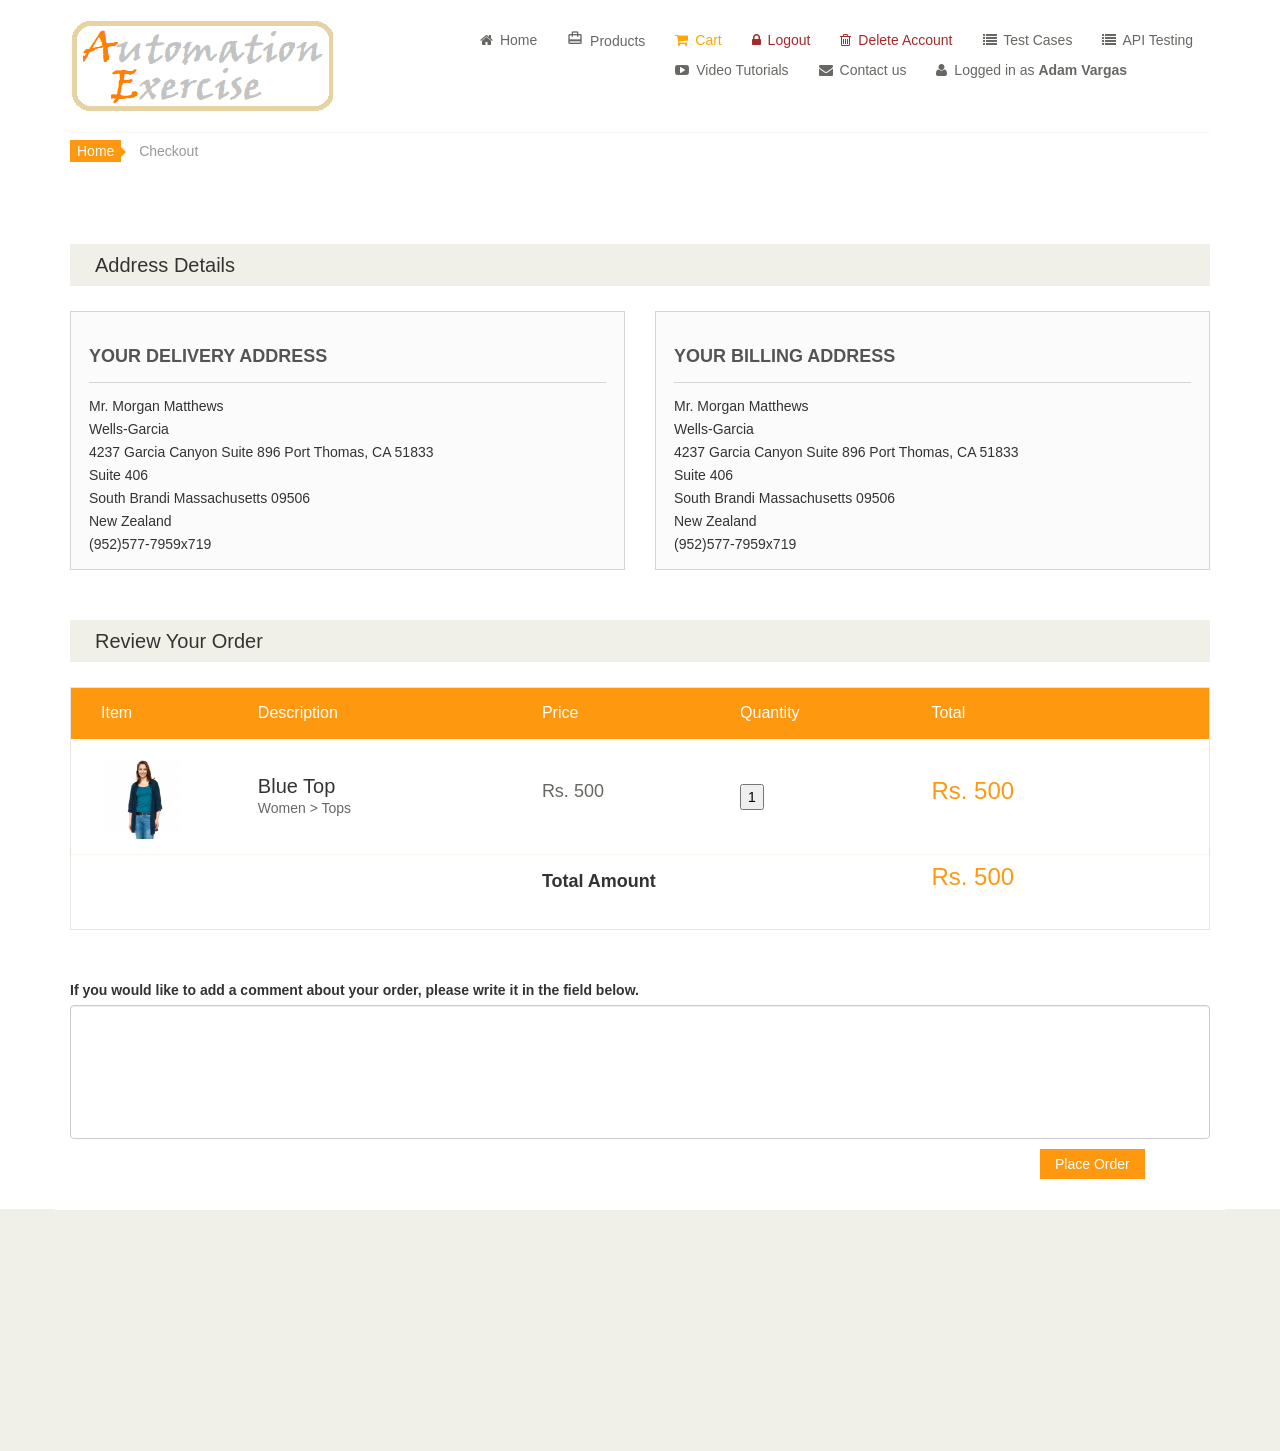 Automation
Exercise
Home
Products
Cart
Logout
Delete Account
Test Cases
API Testing
Video Tutorials
Contact us
Logged in as Adam Vargas
Home
Checkout
Address Details
YOUR DELIVERY ADDRESS
Mr. Morgan Matthews
Wells-Garcia
4237 Garcia Canyon Suite 896 Port Thomas, CA 51833
Suite 406
South Brandi Massachusetts 09506
New Zealand
(952)577-7959x719
YOUR BILLING ADDRESS
Mr. Morgan Matthews
Wells-Garcia
4237 Garcia Canyon Suite 896 Port Thomas, CA 51833
Suite 406
South Brandi Massachusetts 09506
New Zealand
(952)577-7959x719
Review Your Order
Item Description Price Quantity Total
Blue Top
Women > Tops
Rs. 500
1
Rs. 500
Total Amount
Rs. 500
If you would like to add a comment about your order, please write it in the field below.
Place Order